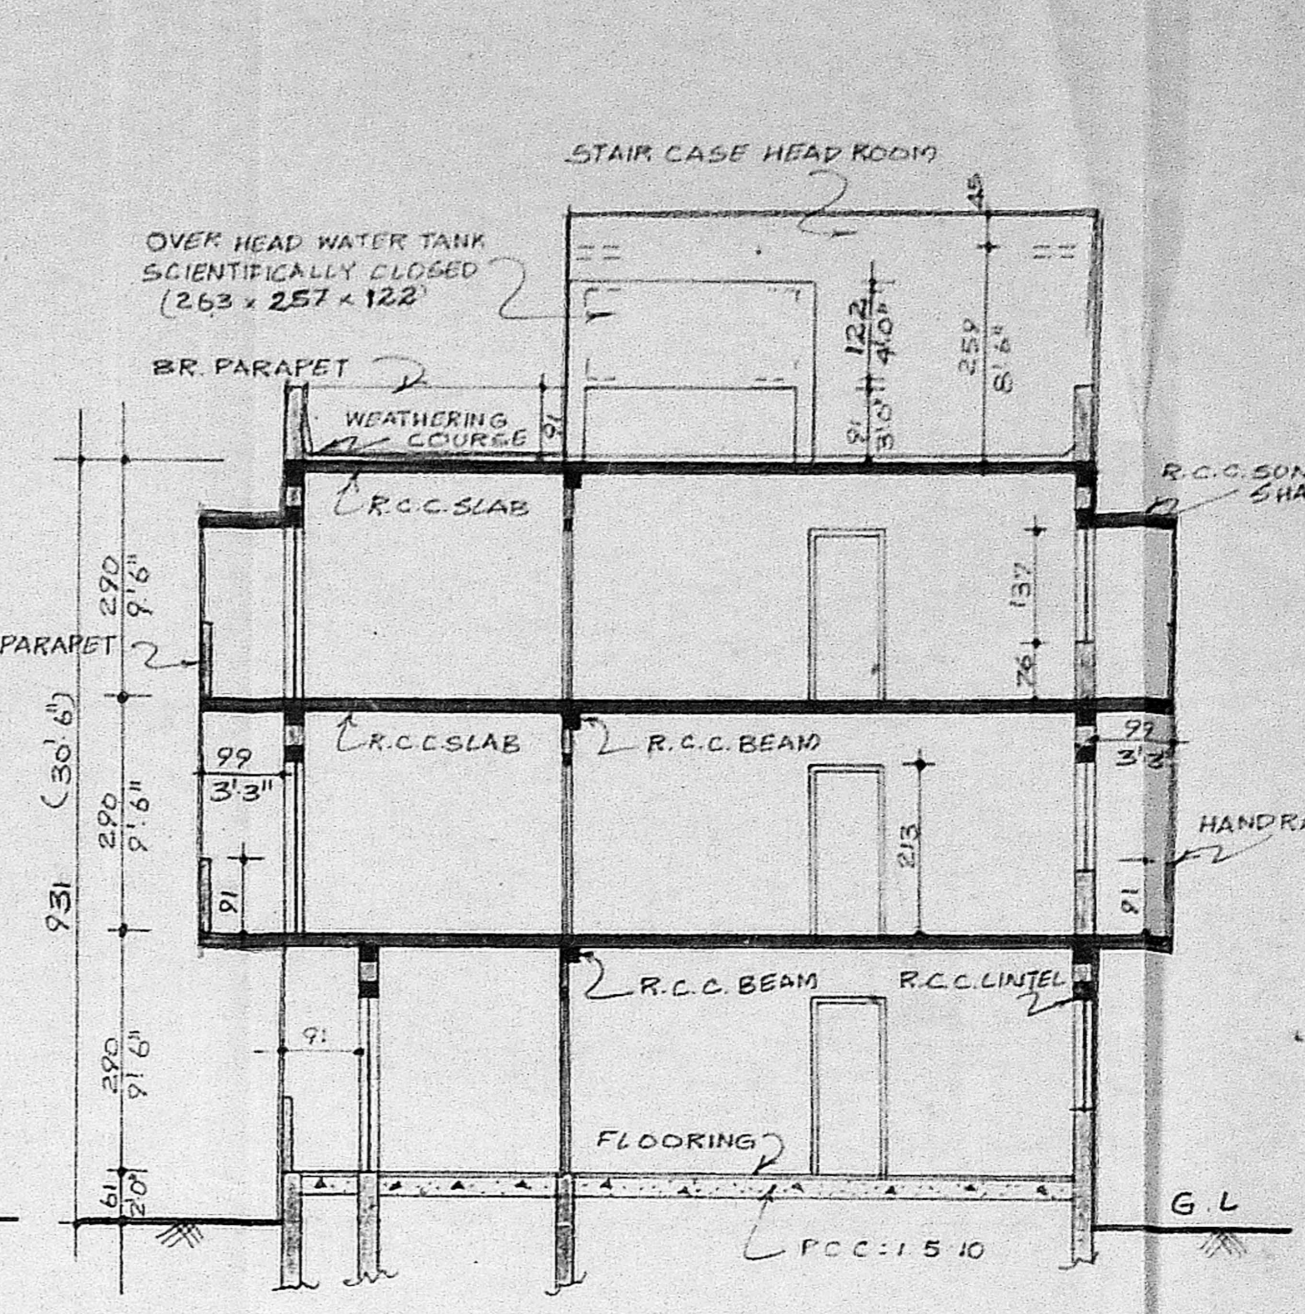 STAIR CASE HEAD ROOM
45
OVER HEAD WATER TANK
SCIENTIFICALLY CLOSED
(263 x 257 x 122)
122
4'.0"
259
8'.6"
BR. PARAPET
WEATHERING
COURSE
91
91
3'.0"
R.C.C. SUN
SHA
R.C.C. SLAB
290
9'.6"
137
76
PARAPET
R.C.C SLAB
R.C.C. BEAM
99
3'.3"
99
3'.3
931 (30'.6")
290
9'.6"
213
HANDRA
91
91
R.C.C. BEAM
R.C.C. LINTEL
91
290
9'.6"
FLOORING
61
2'.0"
G.L
P C C : 1 5 10